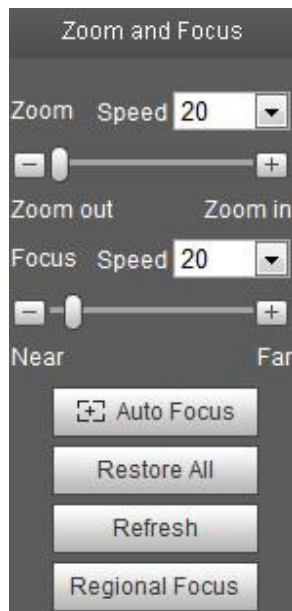 Zoom and Focus
Zoom Speed 20
Zoom out Zoom in
Focus Speed 20
Near Far
Auto Focus
Restore All
Refresh
Regional Focus